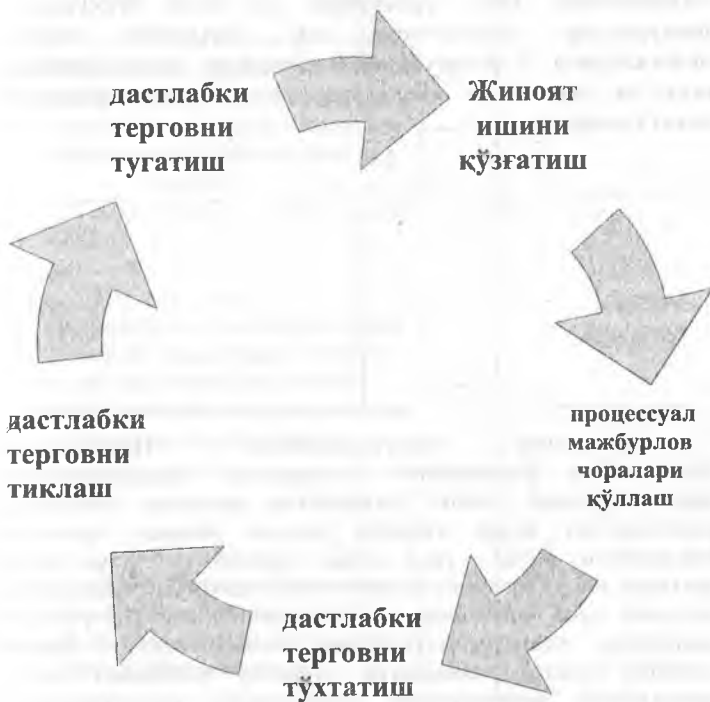 дастлабки
терговни
тугатиш
Жиноят
ишини
қўзғатиш
процессуал
мажбурлов
чоралари
қўллаш
дастлабки
терговни
тўхтатиш
дастлабки
терговни
тиклаш